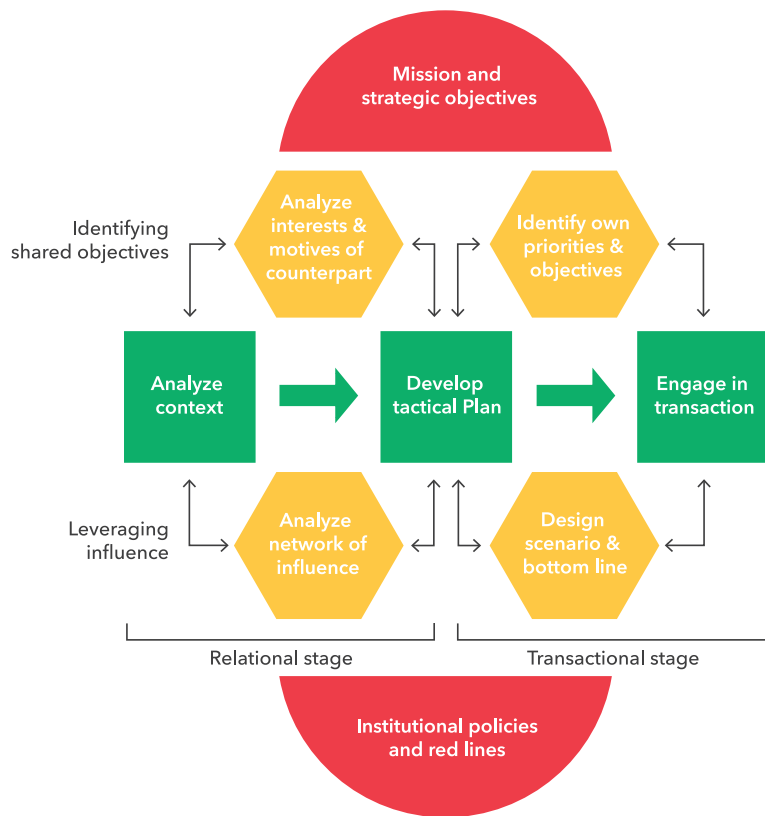 Mission and
strategic objectives
Analyze
interests &
motives of
counterpart
Identify own
priorities &
objectives
Identifying
shared objectives
Analyze
context
Develop
tactical Plan
Engage in
transaction
Leveraging
influence
Analyze
network of
influence
Design
scenario &
bottom line
Relational stage
Transactional stage
Institutional policies
and red lines